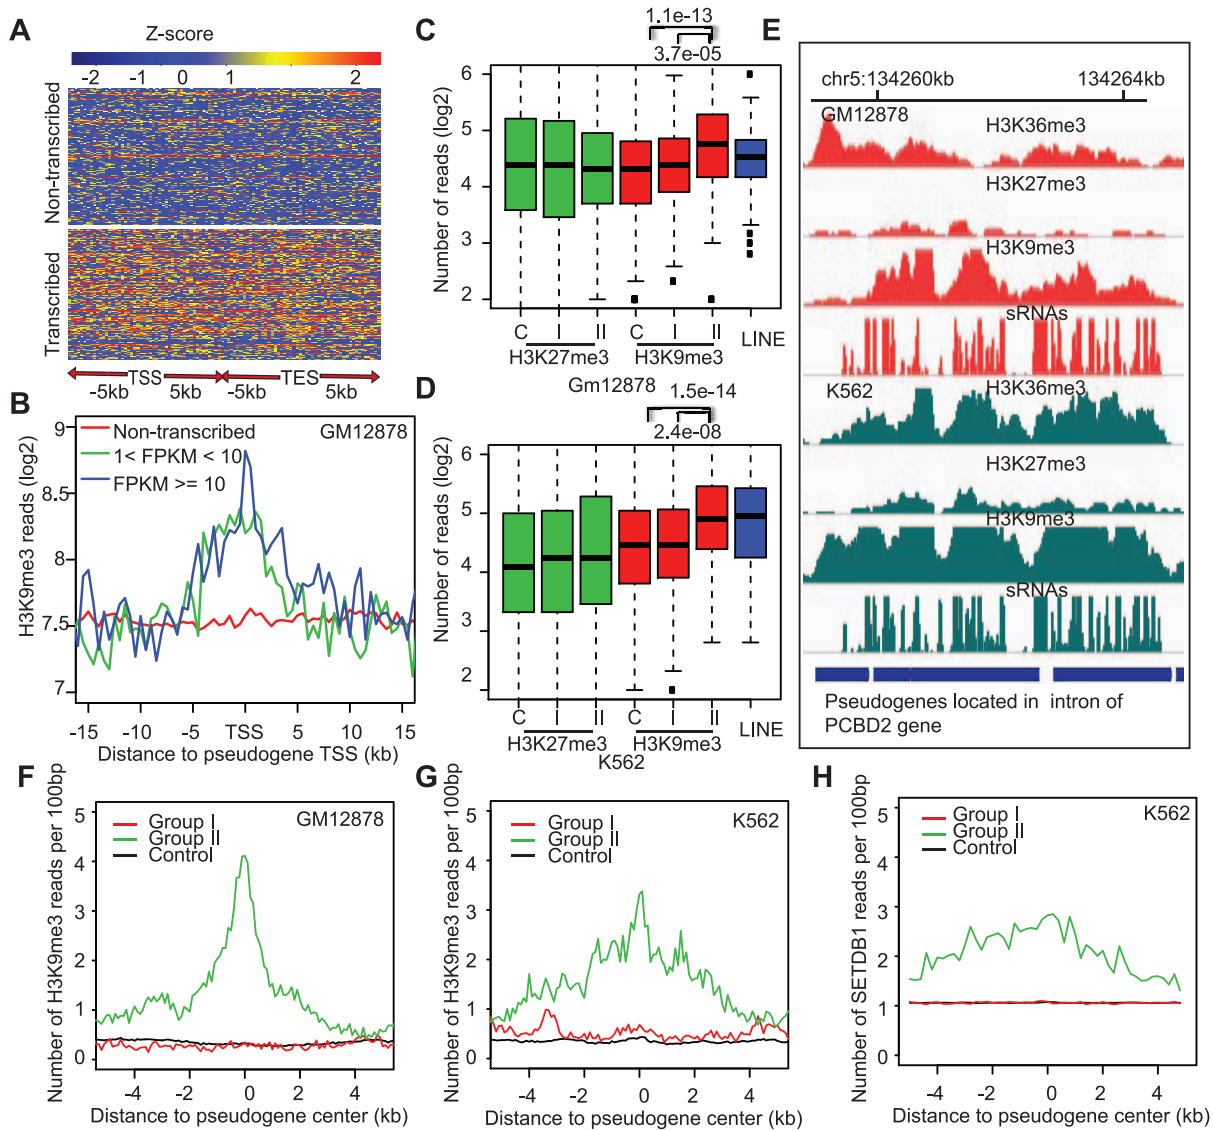 A
Z-score
-2 -1 0 1 2
Non-transcribed
Transcribed
TSS TES
-5kb 5kb -5kb 5kb
B
H3K9me3 reads (log2)
9
8.5
8
7.5
7
Non-transcribed
1< FPKM < 10
FPKM >= 10
GM12878
-15 -10 -5 TSS 5 10 15
Distance to pseudogene TSS (kb)
C
1.1e-13
3.7e-05
Number of reads (log2)
6
5
4
3
2
C I II C I II LINE
H3K27me3 H3K9me3
Gm12878
D
1.5e-14
2.4e-08
Number of reads (log2)
6
5
4
3
2
C I II C I II LINE
H3K27me3 H3K9me3
K562
E
chr5:134260kb 134264kb
GM12878
H3K36me3
H3K27me3
H3K9me3
sRNAs
K562
H3K36me3
H3K27me3
H3K9me3
sRNAs
Pseudogenes located in intron of
PCBD2 gene
F
Number of H3K9me3 reads per 100bp
5
4
3
2
1
0
Group I
Group II
Control
GM12878
-4 -2 0 2 4
Distance to pseudogene center (kb)
G
Number of H3K9me3 reads per 100bp
5
4
3
2
1
0
Group I
Group II
Control
K562
-4 -2 0 2 4
Distance to pseudogene center (kb)
H
Number of SETDB1 reads per 100bp
5
4
3
2
1
0
Group I
Group II
Control
K562
-4 -2 0 2 4
Distance to pseudogene center (kb)